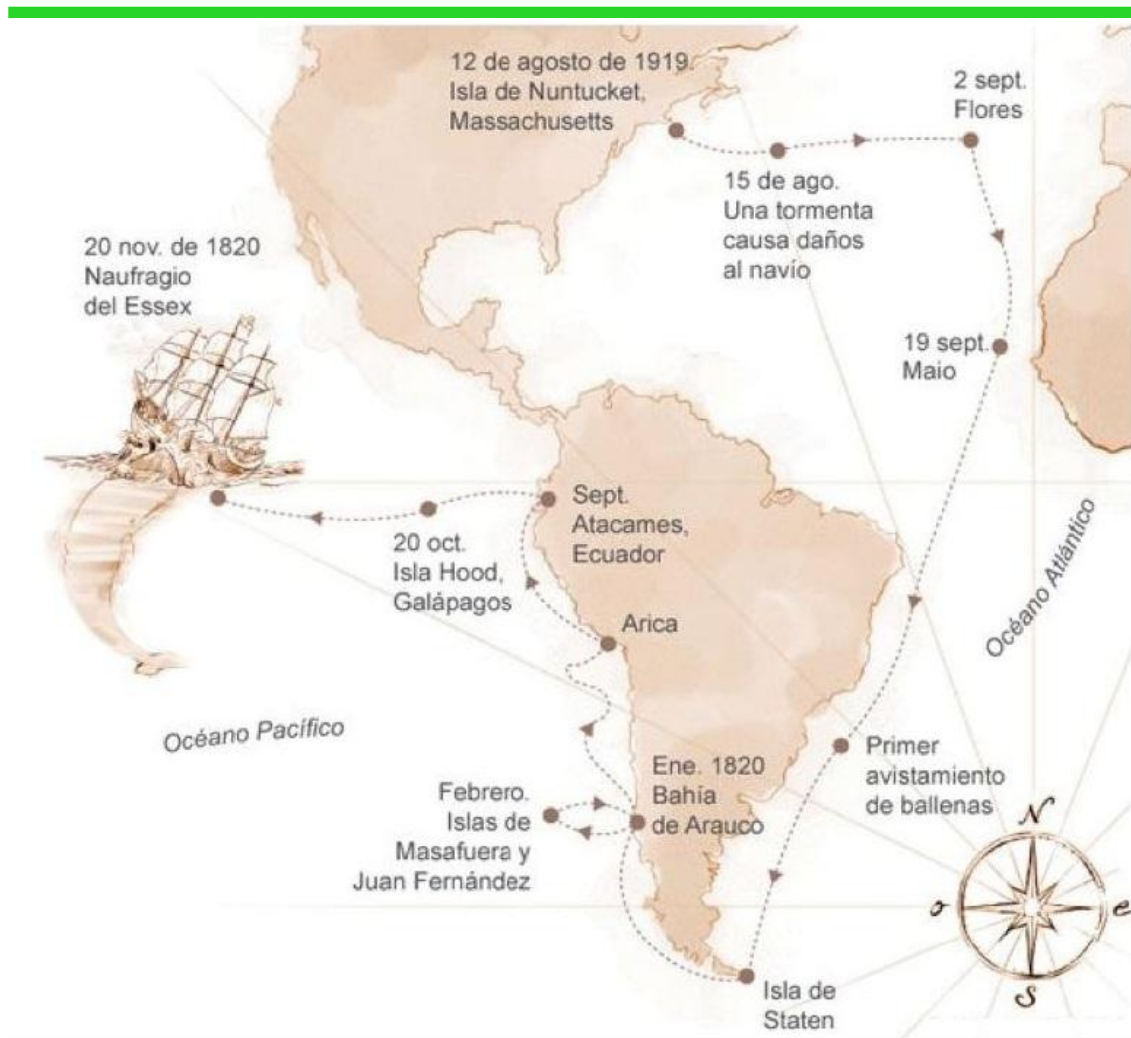 12 de agosto de 1919.
Isla de Nuntucket,
Massachusetts
2 sept.
Flores
15 de ago.
Una tormenta
causa daños
al navío
20 nov. de 1820
Naufragio
del Essex
19 sept.
Maio
Sept.
Atacames,
Ecuador
20 oct.
Isla Hood,
Galápagos
Océano Atlántico
Arica
Océano Pacífico
Primer
avistamiento
de ballenas
Ene. 1820
Bahía
de Arauco
Febrero.
Islas de
Masafuera y
Juan Fernández
N
o
e
S
Isla de
Staten